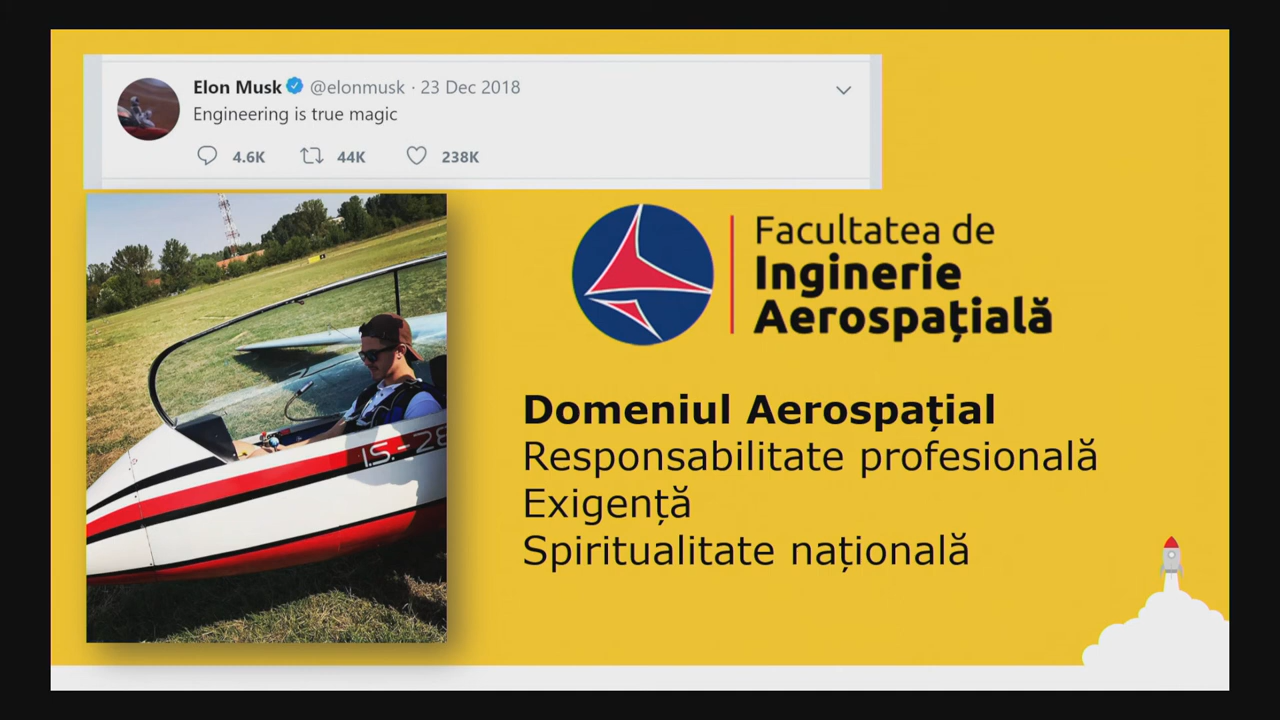 Elon Musk @elonmusk · 23 Dec 2018
Engineering is true magic
4.6K 44K 238K
Facultatea de
Inginerie
Aerospațială
I.S.-28
Domeniul Aerospațial
Responsabilitate profesională
Exigență
Spiritualitate națională